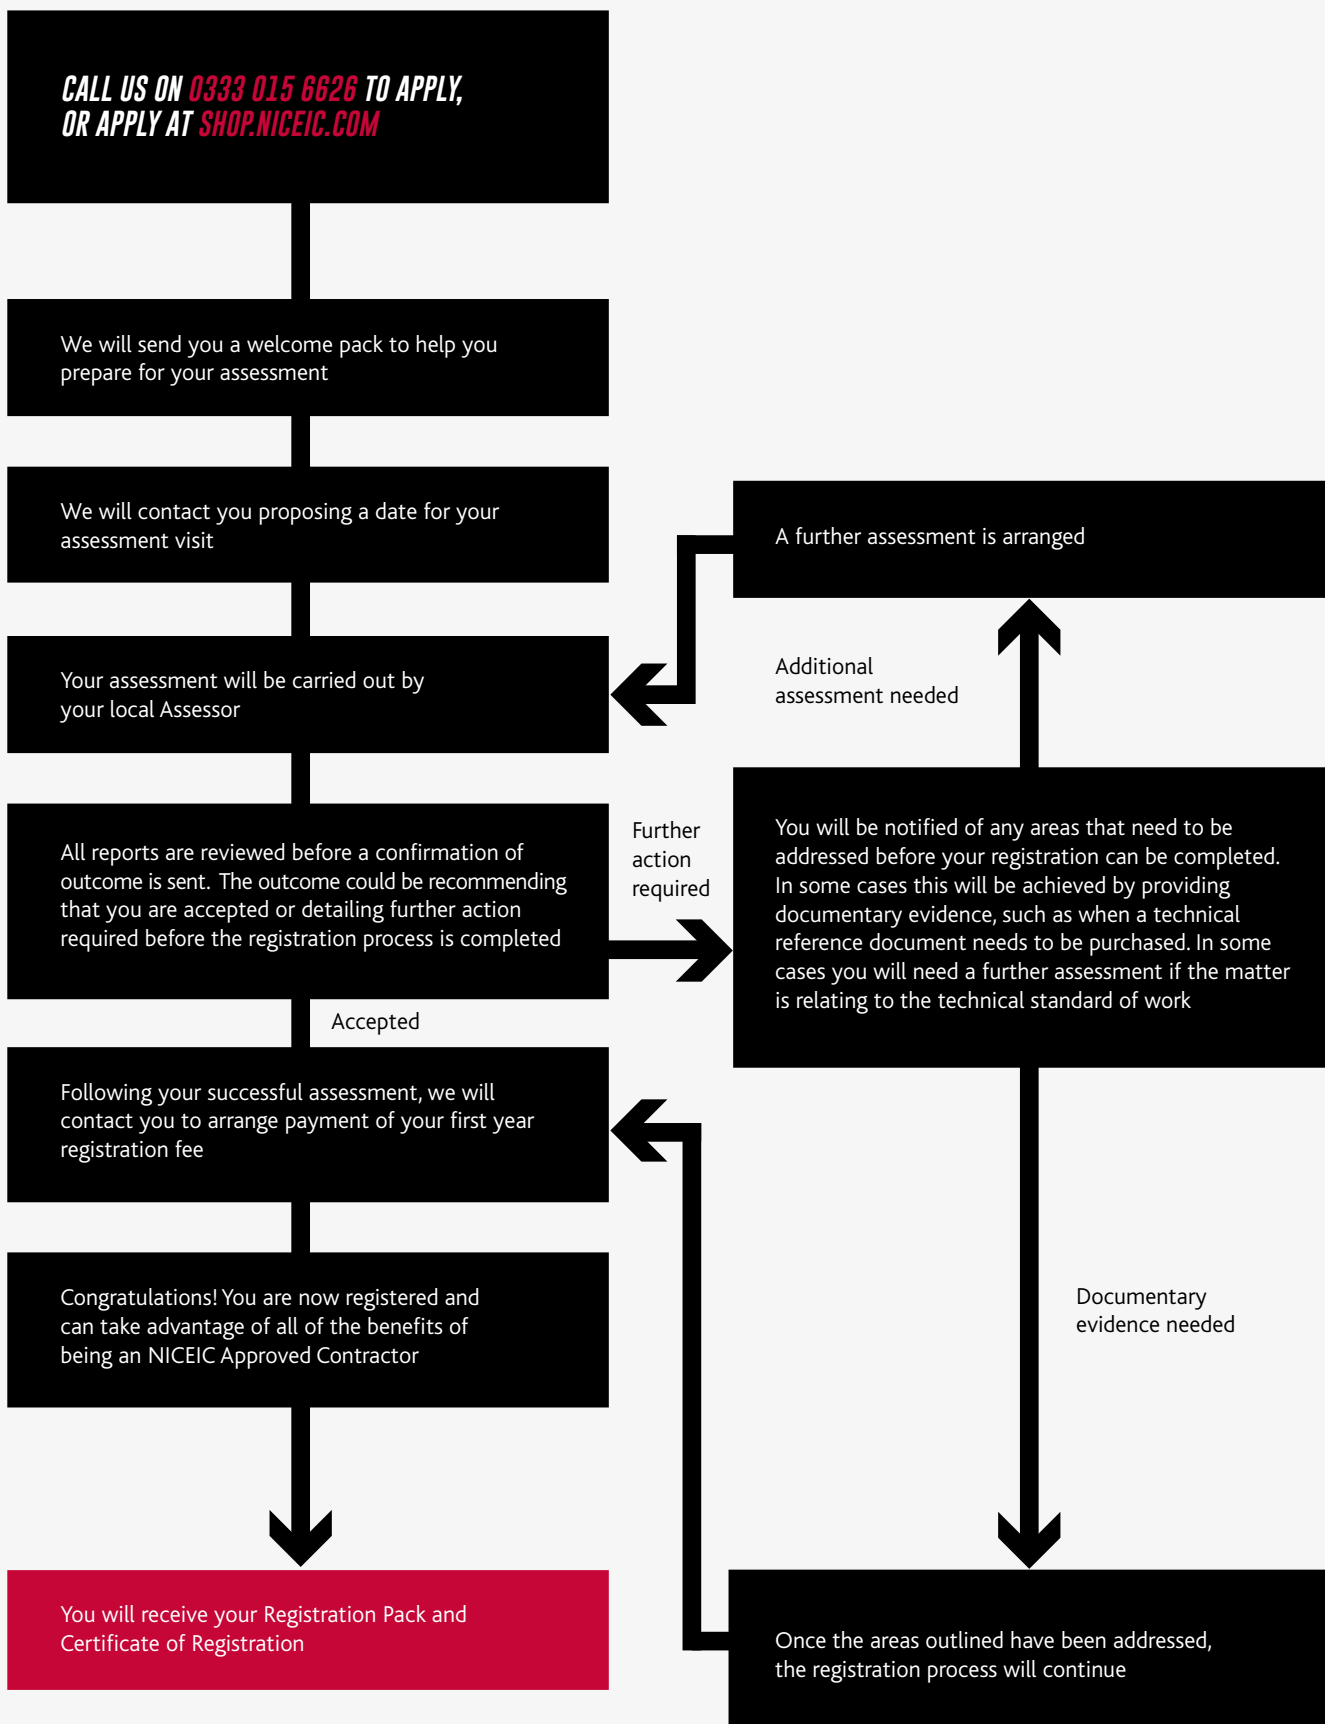 CALL US ON 0333 015 6626 TO APPLY,
OR APPLY AT SHOP.NICEIC.COM
We will send you a welcome pack to help you
prepare for your assessment
We will contact you proposing a date for your
assessment visit
A further assessment is arranged
Your assessment will be carried out by
your local Assessor
Additional
assessment needed
All reports are reviewed before a confirmation of
outcome is sent. The outcome could be recommending
that you are accepted or detailing further action
required before the registration process is completed
Further
action
required
You will be notified of any areas that need to be
addressed before your registration can be completed.
In some cases this will be achieved by providing
documentary evidence, such as when a technical
reference document needs to be purchased. In some
cases you will need a further assessment if the matter
is relating to the technical standard of work
Accepted
Following your successful assessment, we will
contact you to arrange payment of your first year
registration fee
Congratulations! You are now registered and
can take advantage of all of the benefits of
being an NICEIC Approved Contractor
Documentary
evidence needed
You will receive your Registration Pack and
Certificate of Registration
Once the areas outlined have been addressed,
the registration process will continue